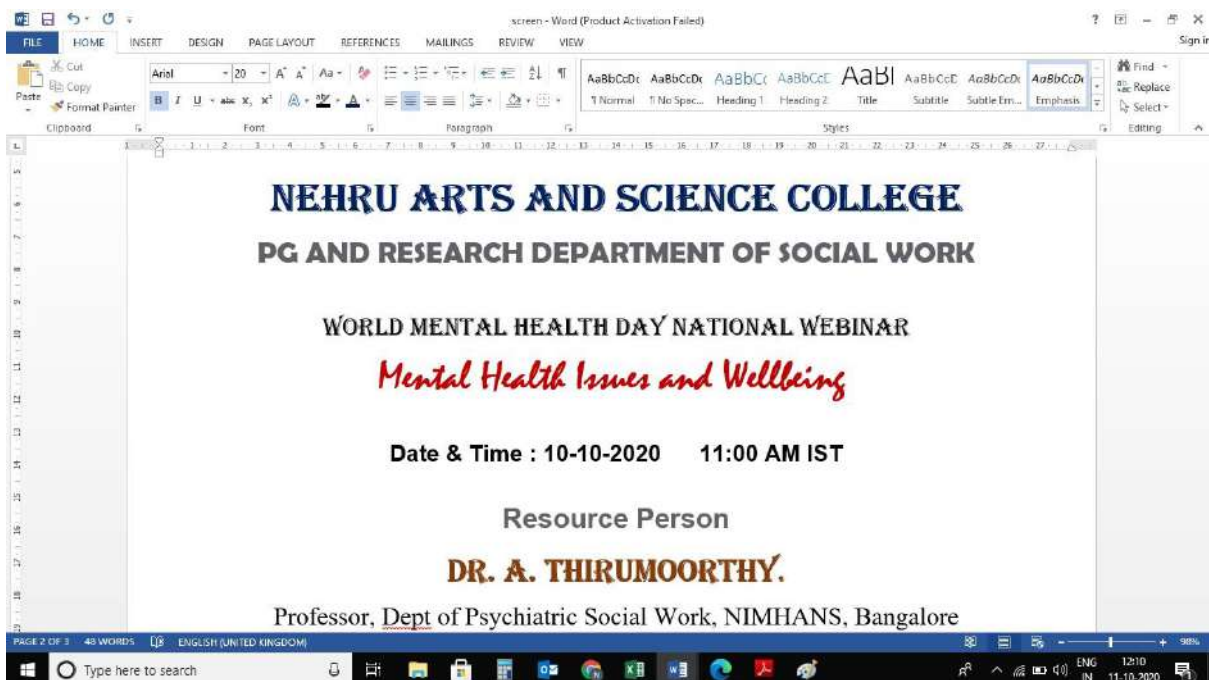 screen - Word (Product Activation Failed)
FILE HOME INSERT DESIGN PAGE LAYOUT REFERENCES MAILINGS REVIEW VIEW Sign in
Paste
Cut
Copy
Format Painter
Arial 20
AaBbCcDc AaBbCcDc AaBbCc AaBbCcD AaBl AaBbCcD AaBbCcDc AaBbCcDc
¶ Normal ¶ No Spac... Heading 1 Heading 2 Title Subtitle Subtle Em... Emphasis
Find
Replace
Select
Clipboard Font Paragraph Styles Editing
NEHRU ARTS AND SCIENCE COLLEGE
PG AND RESEARCH DEPARTMENT OF SOCIAL WORK
WORLD MENTAL HEALTH DAY NATIONAL WEBINAR
Mental Health Issues and Wellbeing
Date & Time : 10-10-2020 11:00 AM IST
Resource Person
DR. A. THIRUMOORTHY.
Professor, Dept of Psychiatric Social Work, NIMHANS, Bangalore
PAGE 2 OF 3 48 WORDS ENGLISH (UNITED KINGDOM) 98%
Type here to search
ENG 12:10
IN 11-10-2020